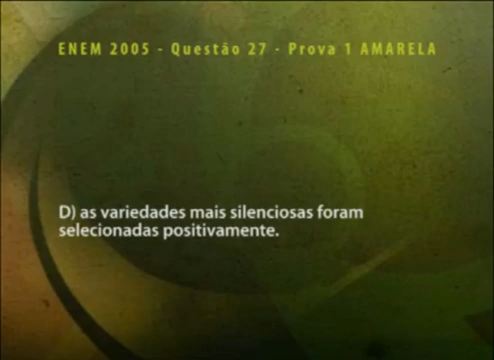 ENEM 2005 - Questão 27 - Prova 1 AMARELA
D) as variedades mais silenciosas foram
selecionadas positivamente.